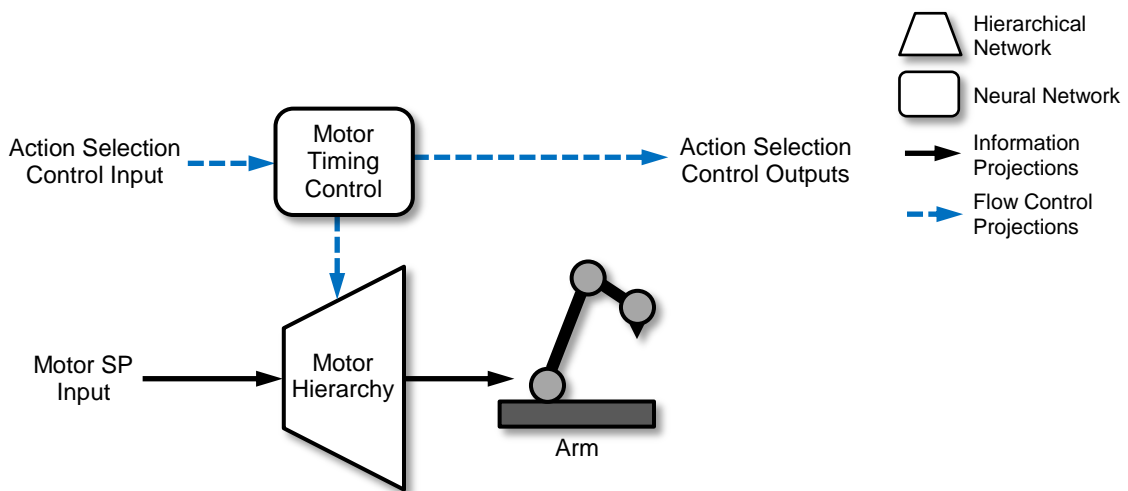 Hierarchical
Network
Neural Network
Information
Projections
Flow Control
Projections
Action Selection
Control Input
Motor
Timing
Control
Action Selection
Control Outputs
Motor SP
Input
Motor
Hierarchy
Arm